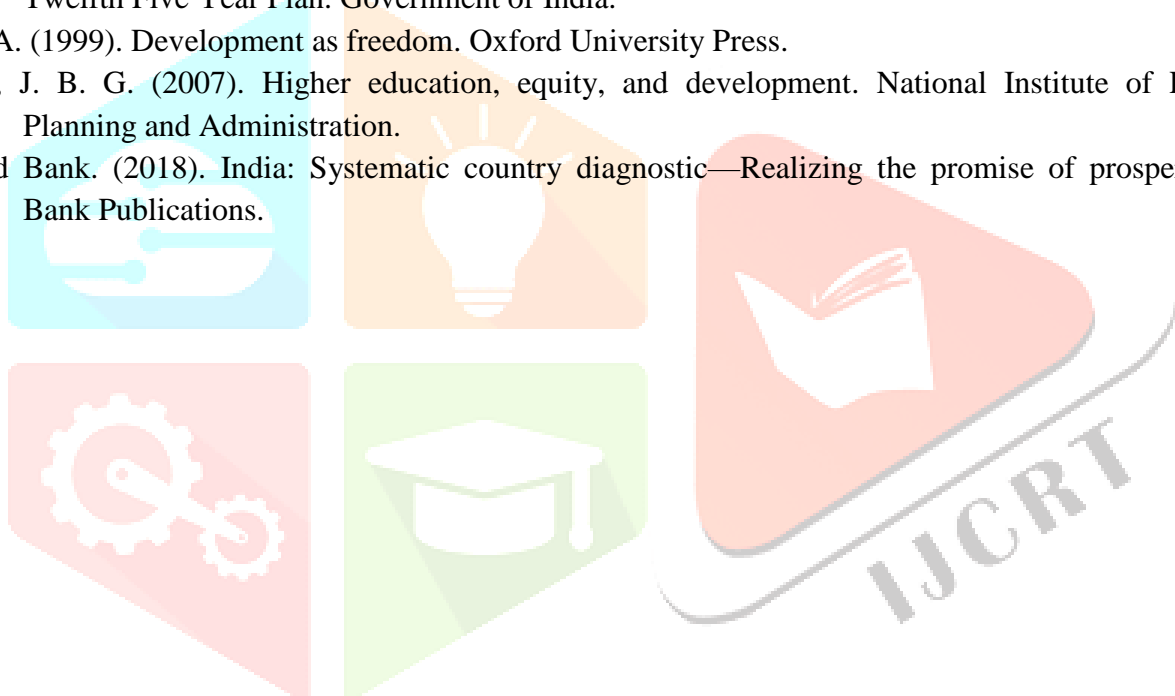 Twelfth Five Year Plan. Government of India.
A. (1999). Development as freedom. Oxford University Press.
J. B. G. (2007). Higher education, equity, and development. National Institute of
Planning and Administration.
Bank. (2018). India: Systematic country diagnostic—Realizing the promise of
Bank Publications.
IJCRT